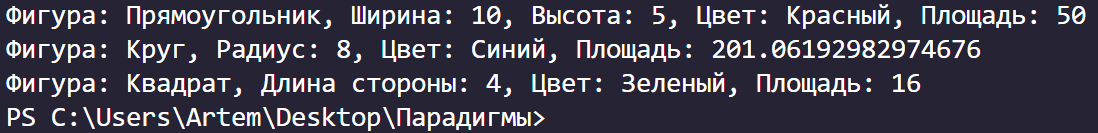 Фигура: Прямоугольник, Ширина: 10, Высота: 5, Цвет: Красный, Площадь: 50
Фигура: Круг, Радиус: 8, Цвет: Синий, Площадь: 201.06192982974676
Фигура: Квадрат, Длина стороны: 4, Цвет: Зеленый, Площадь: 16
PS C:\Users\Artem\Desktop\Парадигмы>